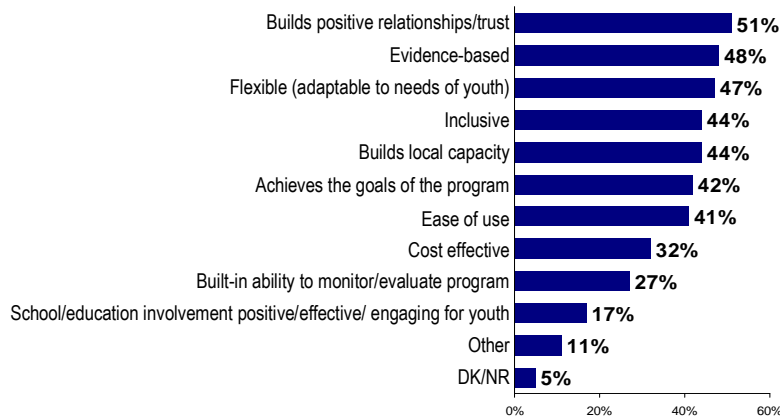 Builds positive relationships/trust 51%
Evidence-based 48%
Flexible (adaptable to needs of youth) 47%
Inclusive 44%
Builds local capacity 44%
Achieves the goals of the program 42%
Ease of use 41%
Cost effective 32%
Built-in ability to monitor/evaluate program 27%
School/education involvement positive/effective/ engaging for youth 17%
Other 11%
DK/NR 5%
0% 20% 40% 60%